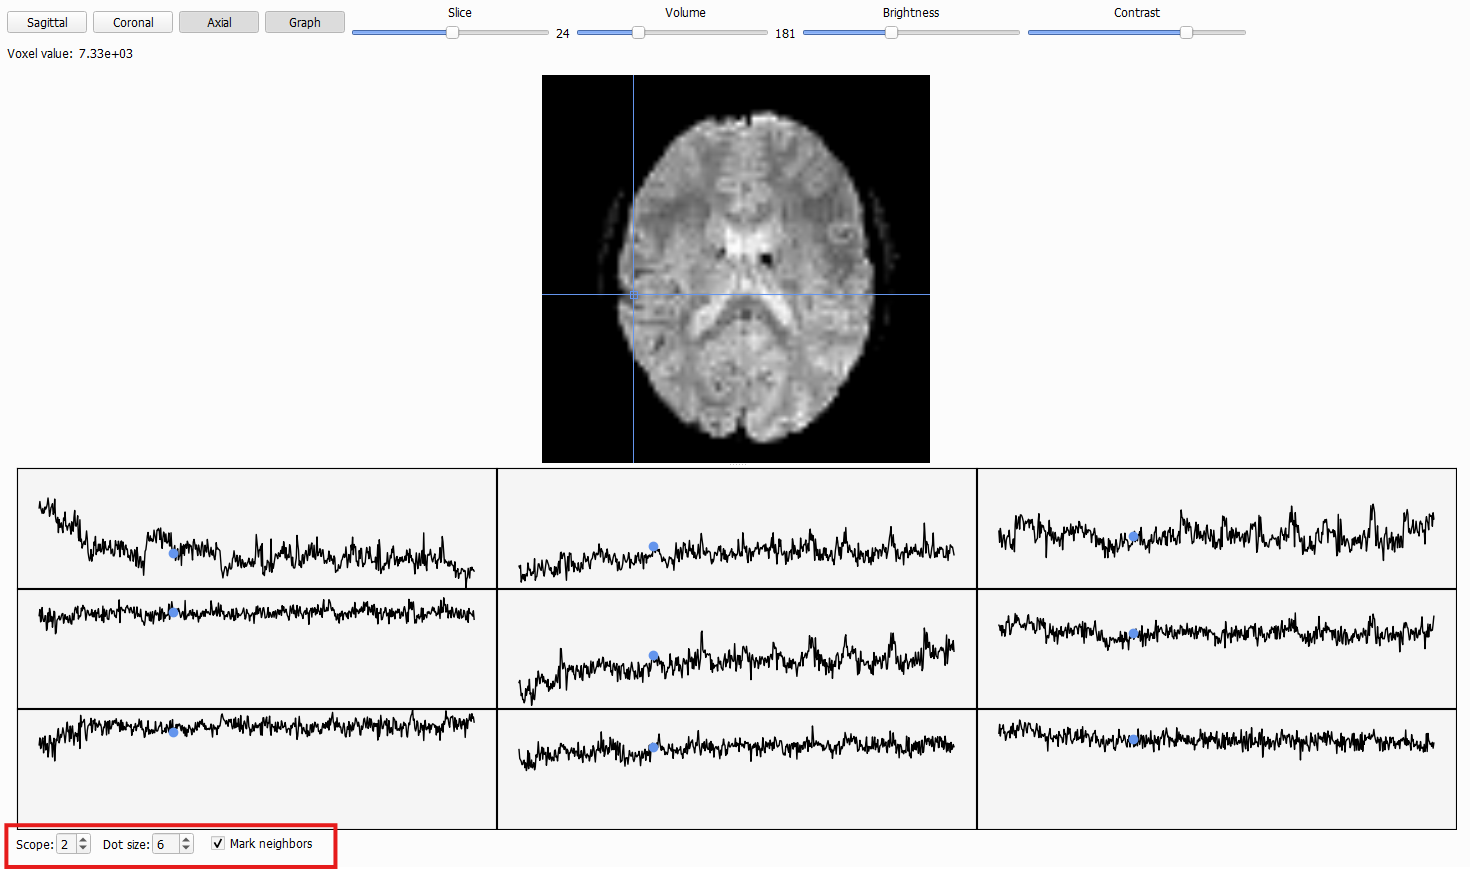 Sagittal Coronal Axial Graph Slice 24 Volume 181 Brightness Contrast
Voxel value: 7.33e+03
Scope: 2 Dot size: 6 Mark neighbors